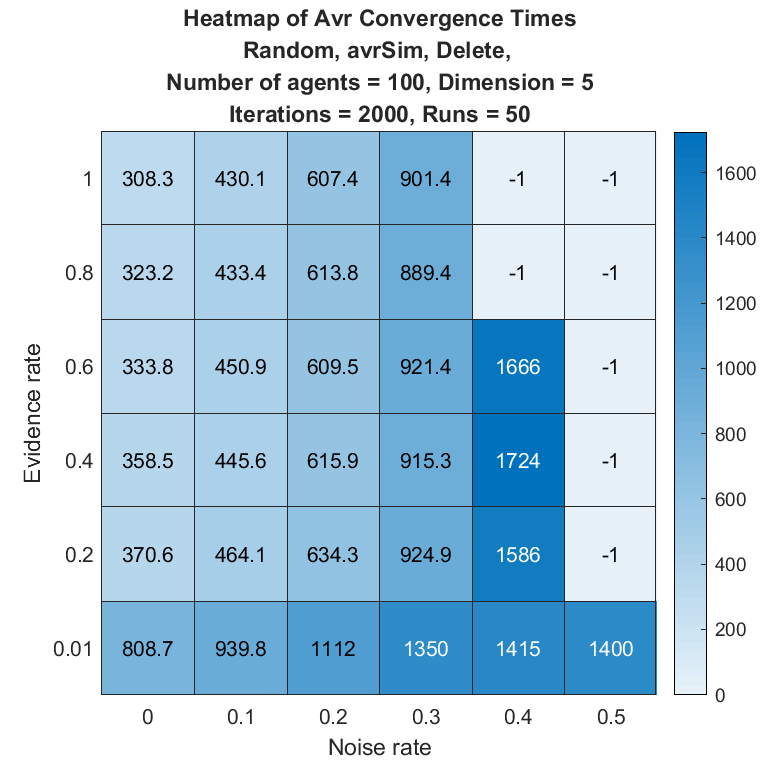 Heatmap of Avr Convergence Times
Random, avrSim, Delete,
Number of agents = 100, Dimension = 5
Iterations = 2000, Runs = 50
1 308.3 430.1 607.4 901.4 -1 -1
0.8 323.2 433.4 613.8 889.4 -1 -1
0.6 333.8 450.9 609.5 921.4 1666 -1
0.4 358.5 445.6 615.9 915.3 1724 -1
0.2 370.6 464.1 634.3 924.9 1586 -1
0.01 808.7 939.8 1112 1350 1415 1400
0 0.1 0.2 0.3 0.4 0.5
Noise rate
Evidence rate
1600
1400
1200
1000
800
600
400
200
0